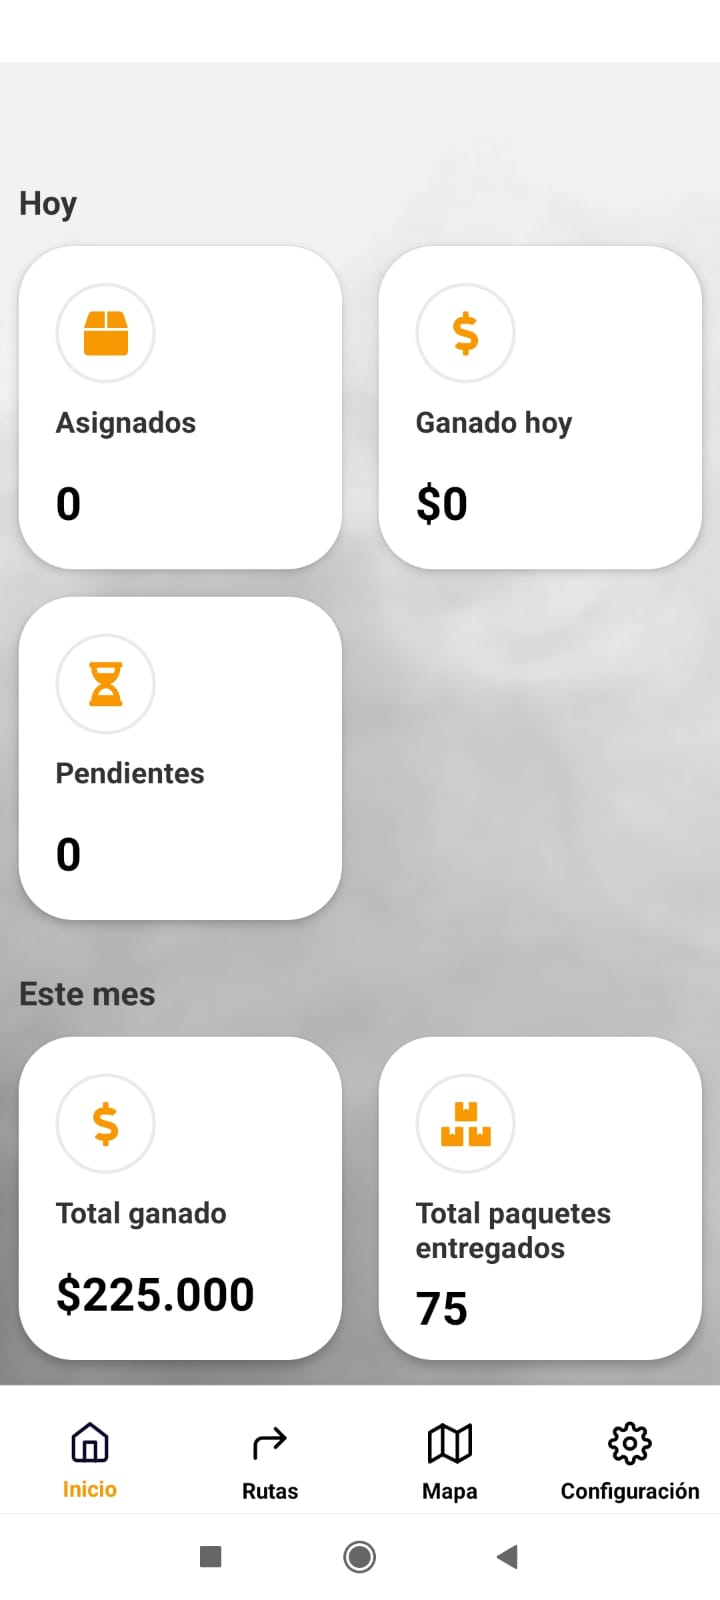 Hoy
Asignados
0
Ganado hoy
$0
Pendientes
0
Este mes
Total ganado
$225.000
Total paquetes
entregados
75
Inicio
Rutas
Mapa
Configuración